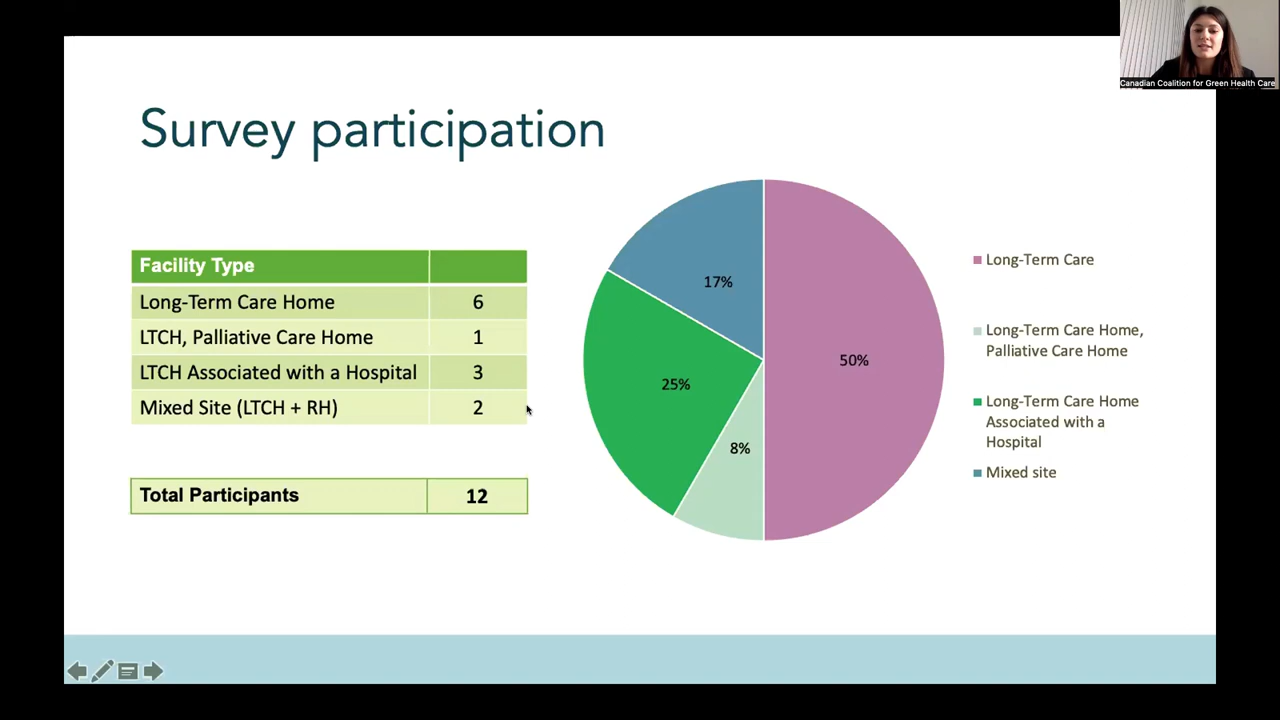 Canadian Coalition for Green Health Care
Survey participation
Facility Type
Long-Term Care Home 6
LTCH, Palliative Care Home 1
LTCH Associated with a Hospital 3
Mixed Site (LTCH + RH) 2
Total Participants 12
17%
50%
25%
8%
Long-Term Care
Long-Term Care Home,
Palliative Care Home
Long-Term Care Home
Associated with a
Hospital
Mixed site